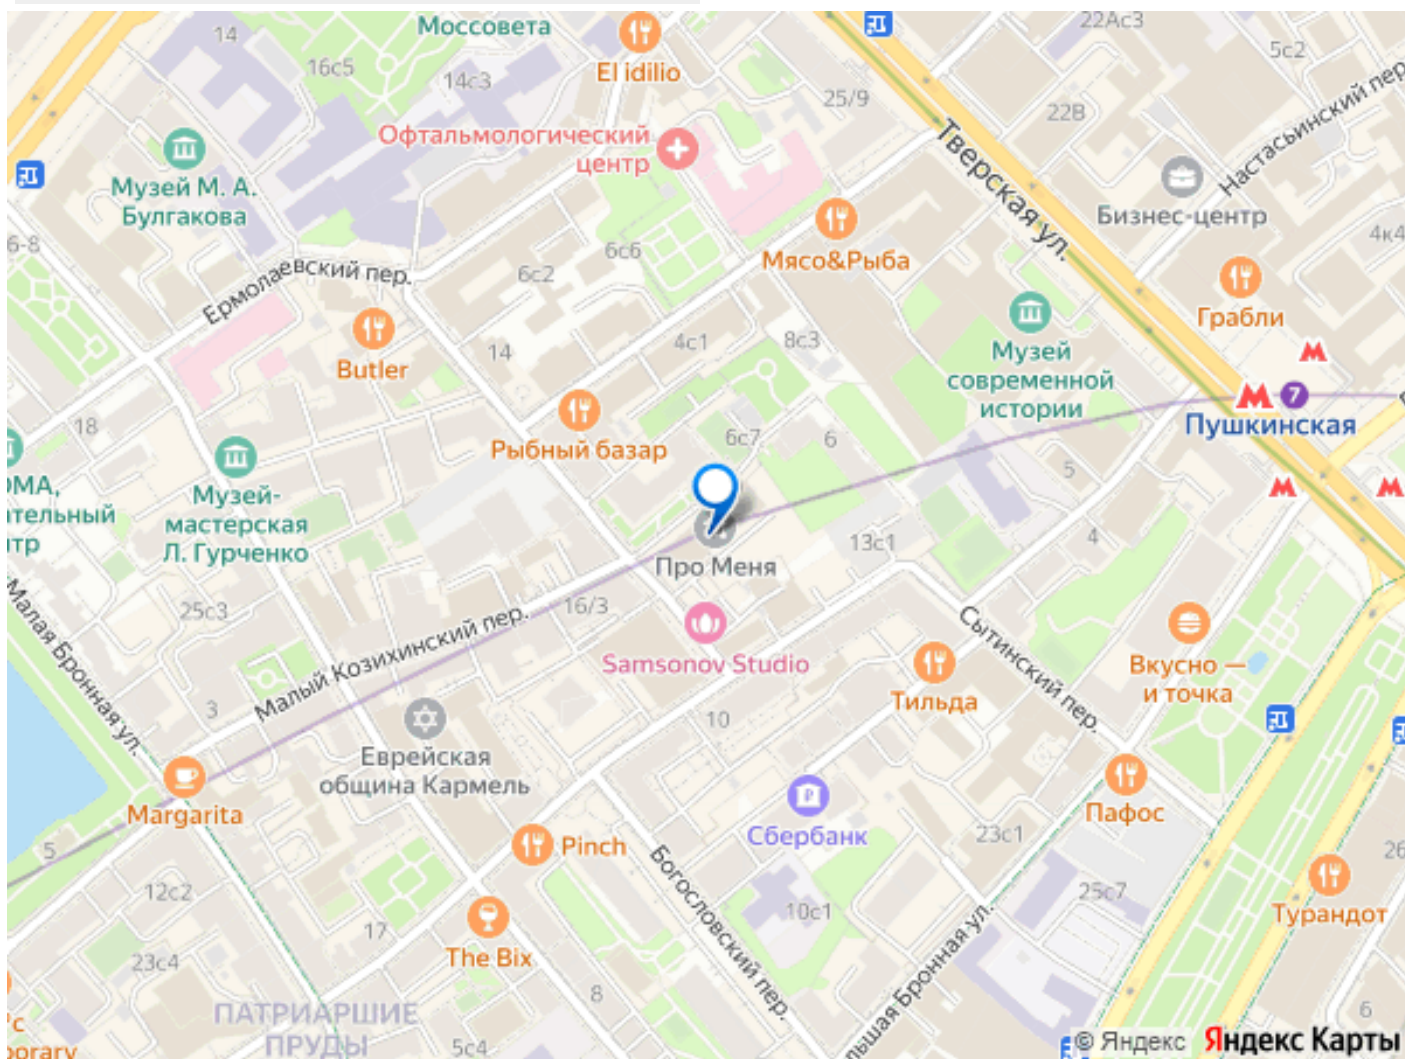 Моссовета
14
16с5
14с3
El idilio
22Ас3
5с2
25/9
22В
Настасьинский пер.
Офтальмологический
центр
Тверская ул.
Музей М. А.
Булгакова
Бизнес-центр
6-8
6с6
6с2
Мясо&Рыба
4к4
Ермолаевский пер.
Грабли
Butler
14
4с1
8с3
Музей
современной
истории
7
Пушкинская
18
Рыбный базар
6с7
6
5
Музей-
мастерская
Л. Гурченко
Про Меня
13с1
4
25с3
16/3
Малая Бронная ул.
Малый Козихинский пер.
Сытинский пер.
Samsonov Studio
Вкусно —
и точка
Тильда
3
10
Еврейская
община Кармель
Margarita
Сбербанк
Пафос
23с1
5
Pinch
Богословский пер.
12с2
10с1
25с7
26
Турандот
17
The Bix
23с4
8
5с4
ПАТРИАРШИЕ
ПРУДЫ
6
© Яндекс Яндекс Карты